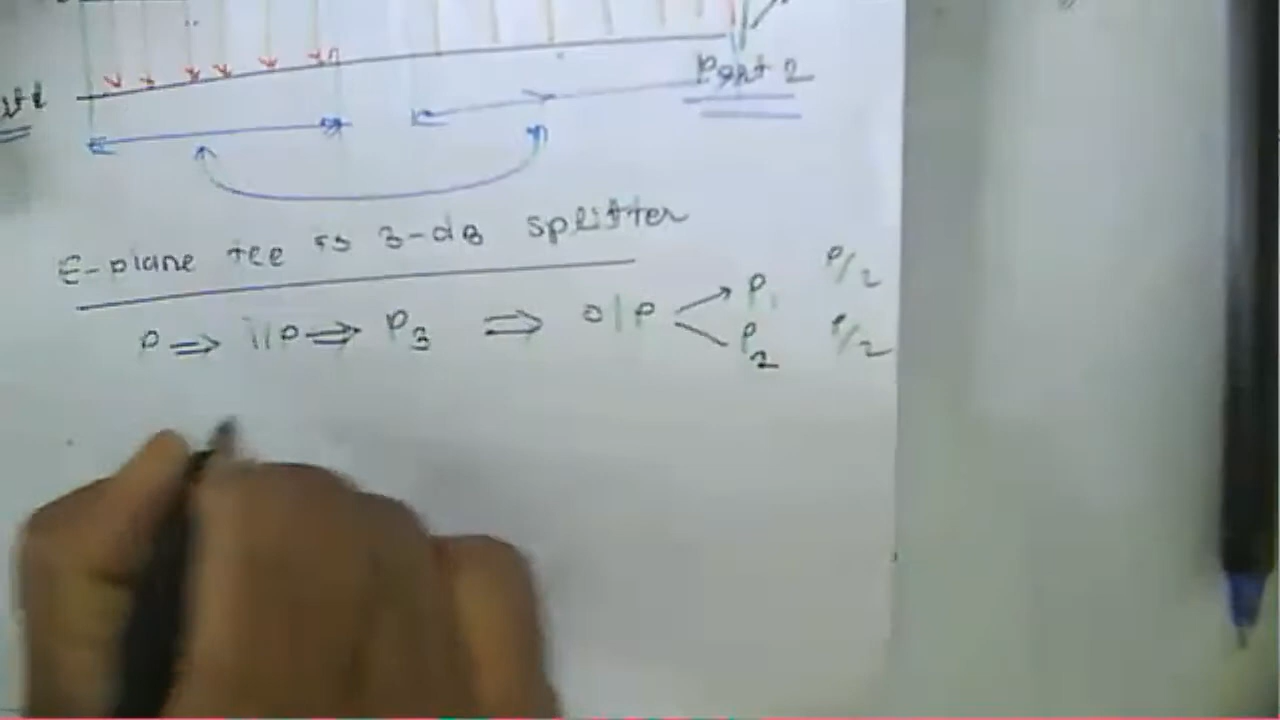 Port 2
E-plane tee is 3-dB splitter
P/2
P ⇒ i/p ⇒ P3 ⇒ o/p P1
P2 P/2